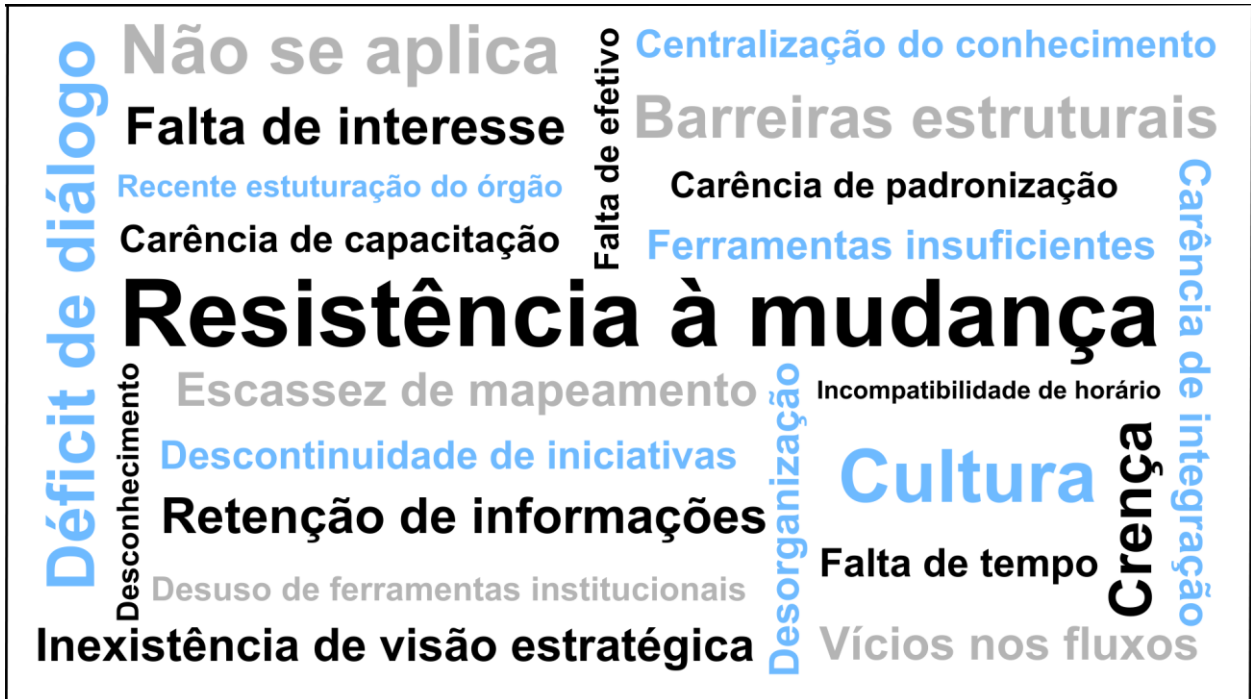 Déficit de diálogo
Não se aplica
Falta de interesse
Recente estuturação do órgão
Carência de capacitação
Falta de efetivo
Centralização do conhecimento
Barreiras estruturais
Carência de padronização
Ferramentas insuficientes
Carência de integração
Resistência à mudança
Desconhecimento
Escassez de mapeamento
Descontinuidade de iniciativas
Retenção de informações
Desuso de ferramentas institucionais
Inexistência de visão estratégica
Desorganização
Incompatibilidade de horário
Cultura
Crença
Falta de tempo
Vícios nos fluxos